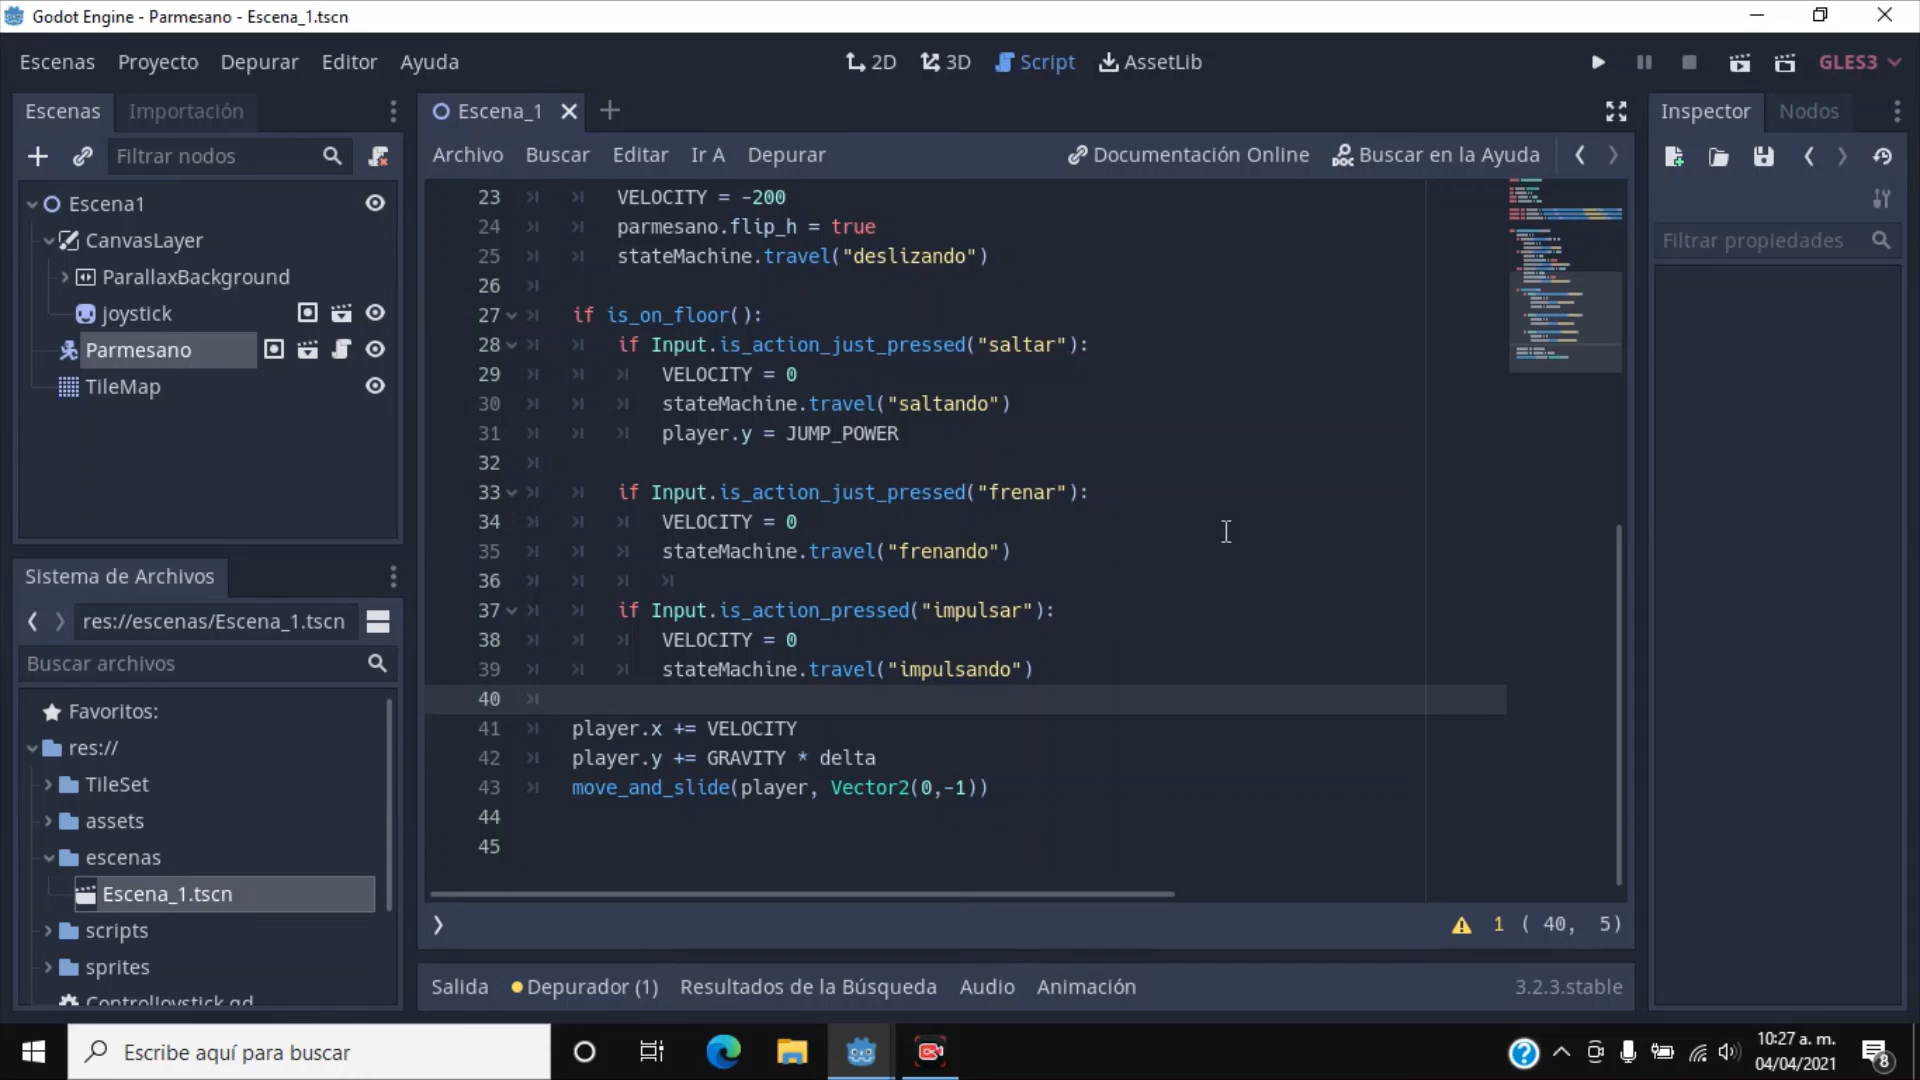 Godot Engine - Parmesano - Escena_1.tscn
Escenas Proyecto Depurar Editor Ayuda
2D 3D Script AssetLib
GLES3
Escenas Importación
Filtrar nodos
Escena1
CanvasLayer
ParallaxBackground
joystick
Parmesano
TileMap
Sistema de Archivos
res://escenas/Escena_1.tscn
Buscar archivos
Favoritos:
res://
TileSet
assets
escenas
Escena_1.tscn
scripts
sprites
ControlJoystick.gd
Escena_1
Archivo Buscar Editar Ir A Depurar
Documentación Online Buscar en la Ayuda
23 VELOCITY = -200
24 parmesano.flip_h = true
25 stateMachine.travel("deslizando")
26
27 if is_on_floor():
28 if Input.is_action_just_pressed("saltar"):
29 VELOCITY = 0
30 stateMachine.travel("saltando")
31 player.y = JUMP_POWER
32
33 if Input.is_action_just_pressed("frenar"):
34 VELOCITY = 0
35 stateMachine.travel("frenando")
36
37 if Input.is_action_pressed("impulsar"):
38 VELOCITY = 0
39 stateMachine.travel("impulsando")
40
41 player.x += VELOCITY
42 player.y += GRAVITY * delta
43 move_and_slide(player, Vector2(0,-1))
44
45
1 ( 40, 5)
Salida Depurador (1) Resultados de la Búsqueda Audio Animación 3.2.3.stable
Inspector Nodos
Filtrar propiedades
Escribe aquí para buscar
10:27 a. m.
04/04/2021
8